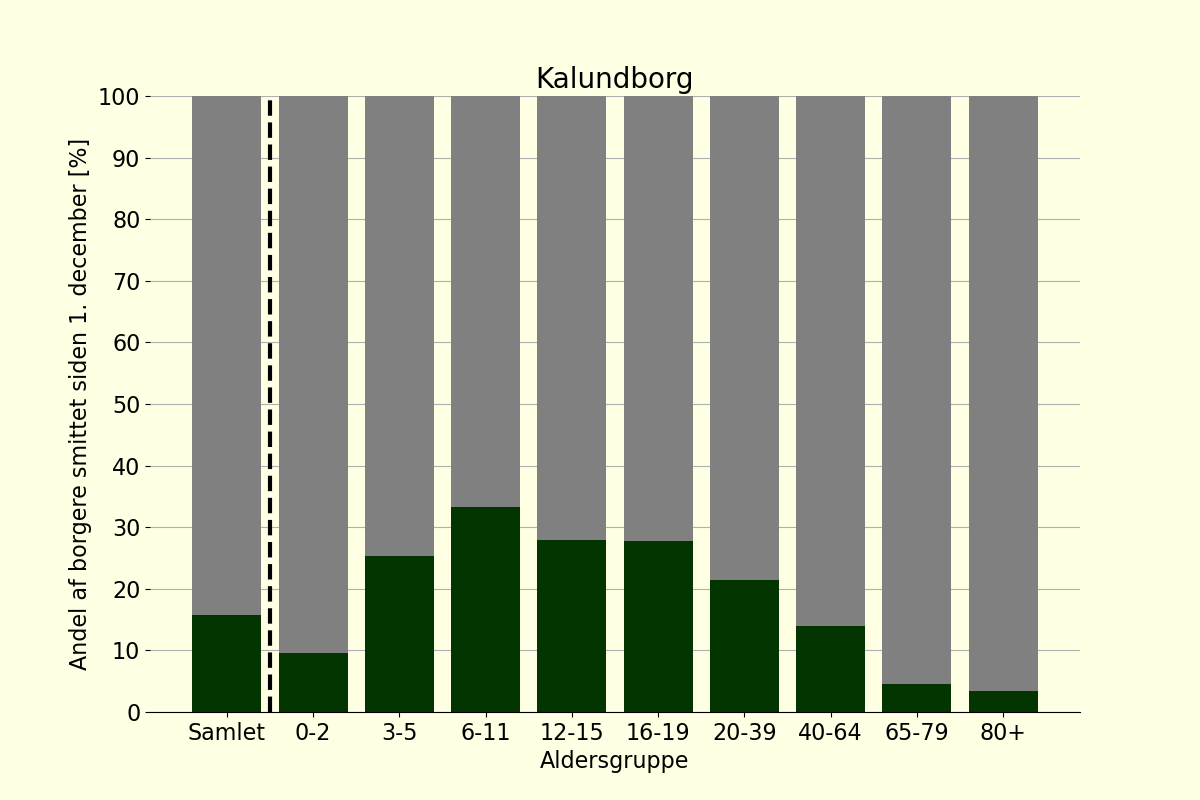 Kalundborg
Andel af borgere smittet siden 1. december [%]
100
90
80
70
60
50
40
30
20
10
0
Samlet 0-2 3-5 6-11 12-15 16-19 20-39 40-64 65-79 80+
Aldersgruppe